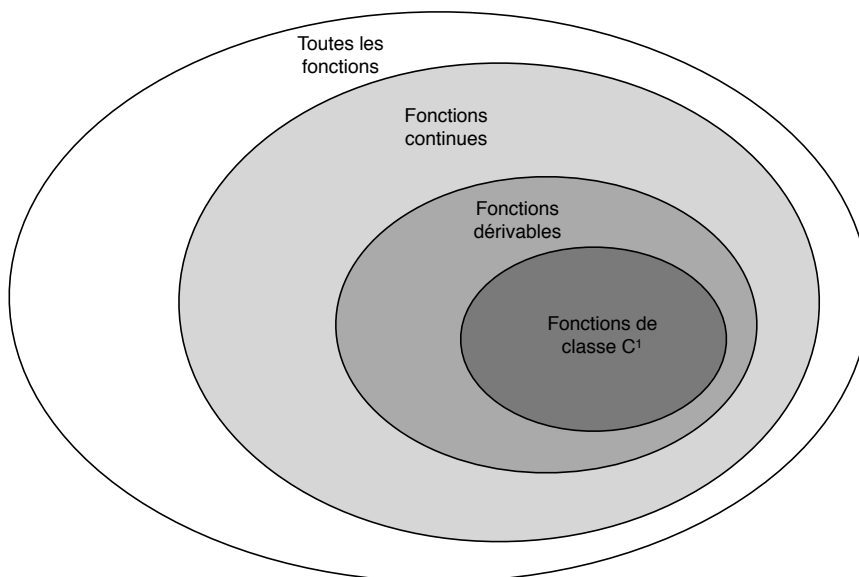 Toutes les
fonctions
Fonctions
continues
Fonctions
dérivables
Fonctions de
classe C¹